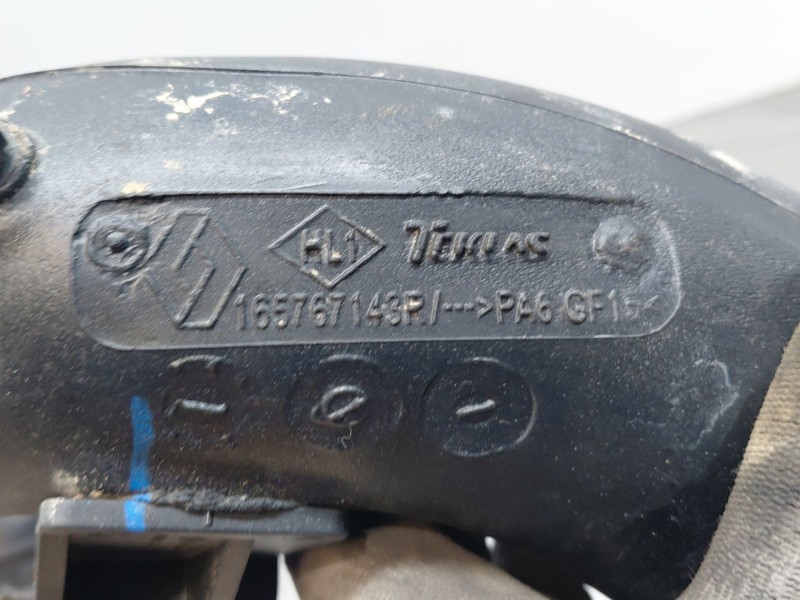 HL1 TEKLAS
165767143R/--->PA6 GF15<